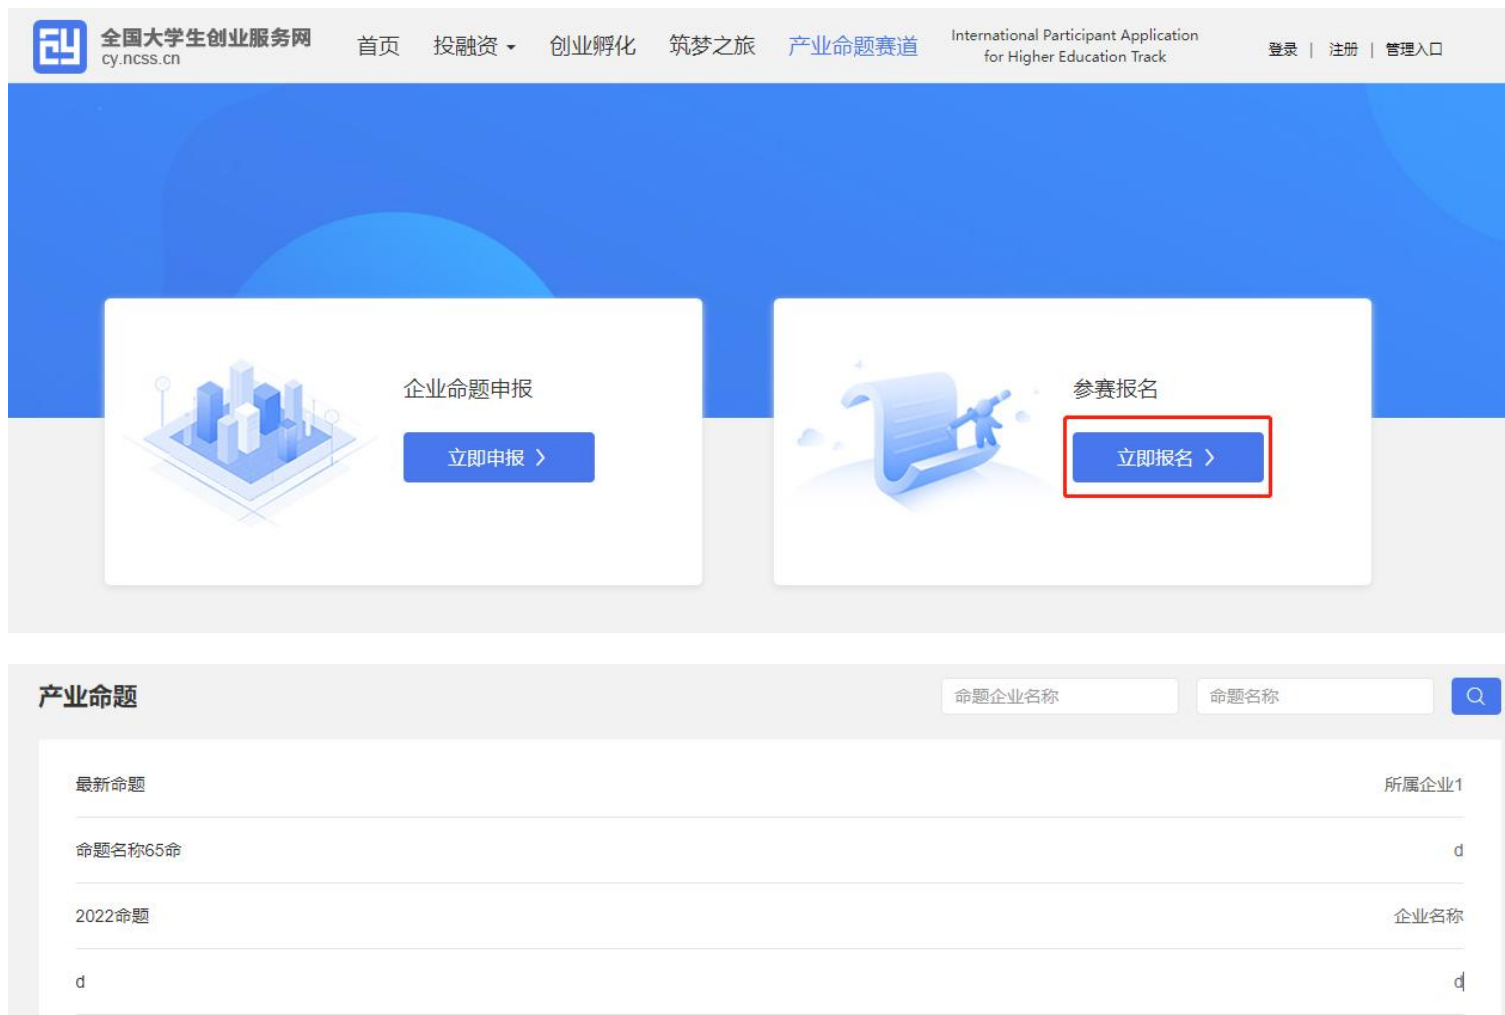 全国大学生创业服务网
cy.ncss.cn
首页 投融资 创业孵化 筑梦之旅 产业命题赛道
International Participant Application
for Higher Education Track
登录 | 注册 | 管理入口
企业命题申报
立即申报 >
参赛报名
立即报名 >
产业命题 命题企业名称 命题名称
最新命题 所属企业1
命题名称65命 d
2022命题 企业名称
d d